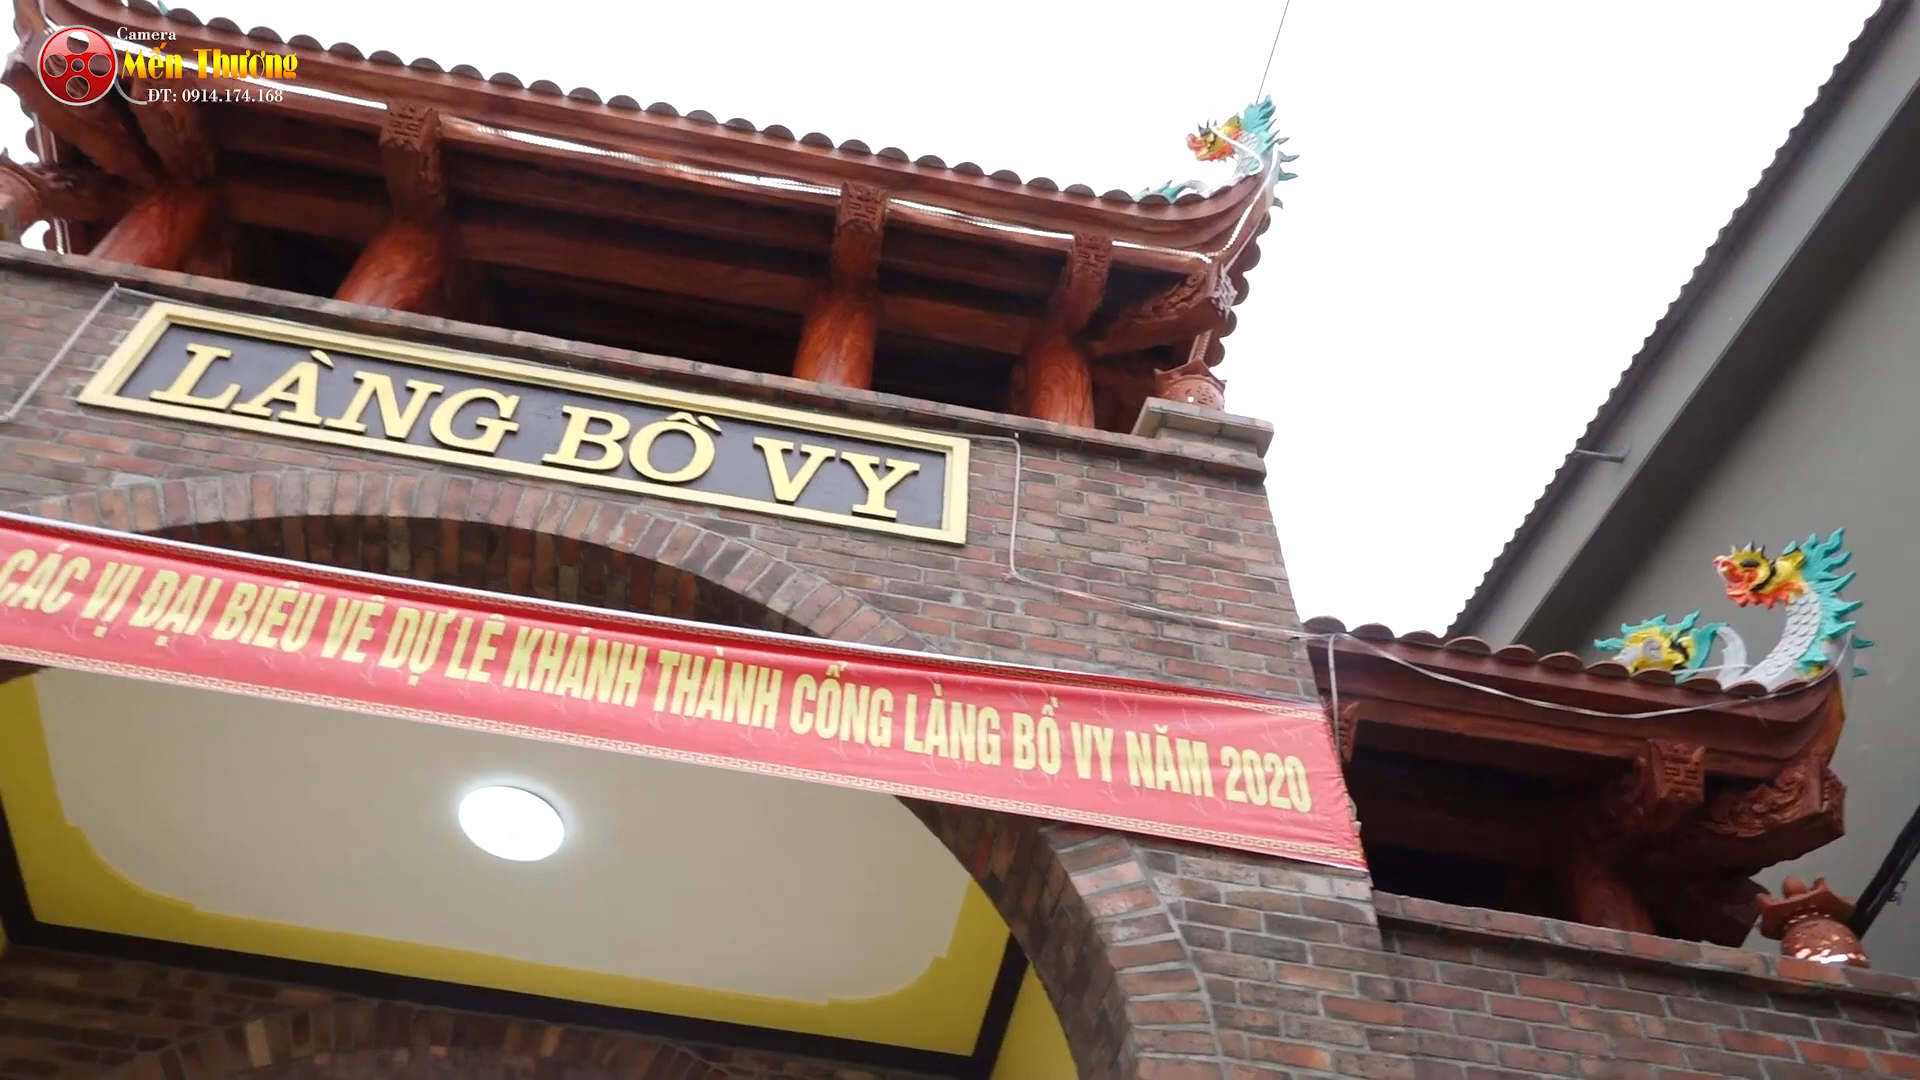 Camera
Mến Thương
ĐT: 0914.174.168
LÀNG BỒ VY
CÁC VỊ ĐẠI BIỂU VỀ DỰ LỄ KHÁNH THÀNH CỔNG LÀNG BỒ VY NĂM 2020